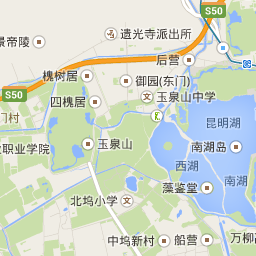 遗光寺派出所
景帝陵
S50
后营
槐树居
御园(东门)
S50
四槐居
玉泉山中学
门村
昆明湖
职业学院
玉泉山
南湖岛
西湖
藻鉴堂
南湖
北坞小学
中坞新村
船营
万柳